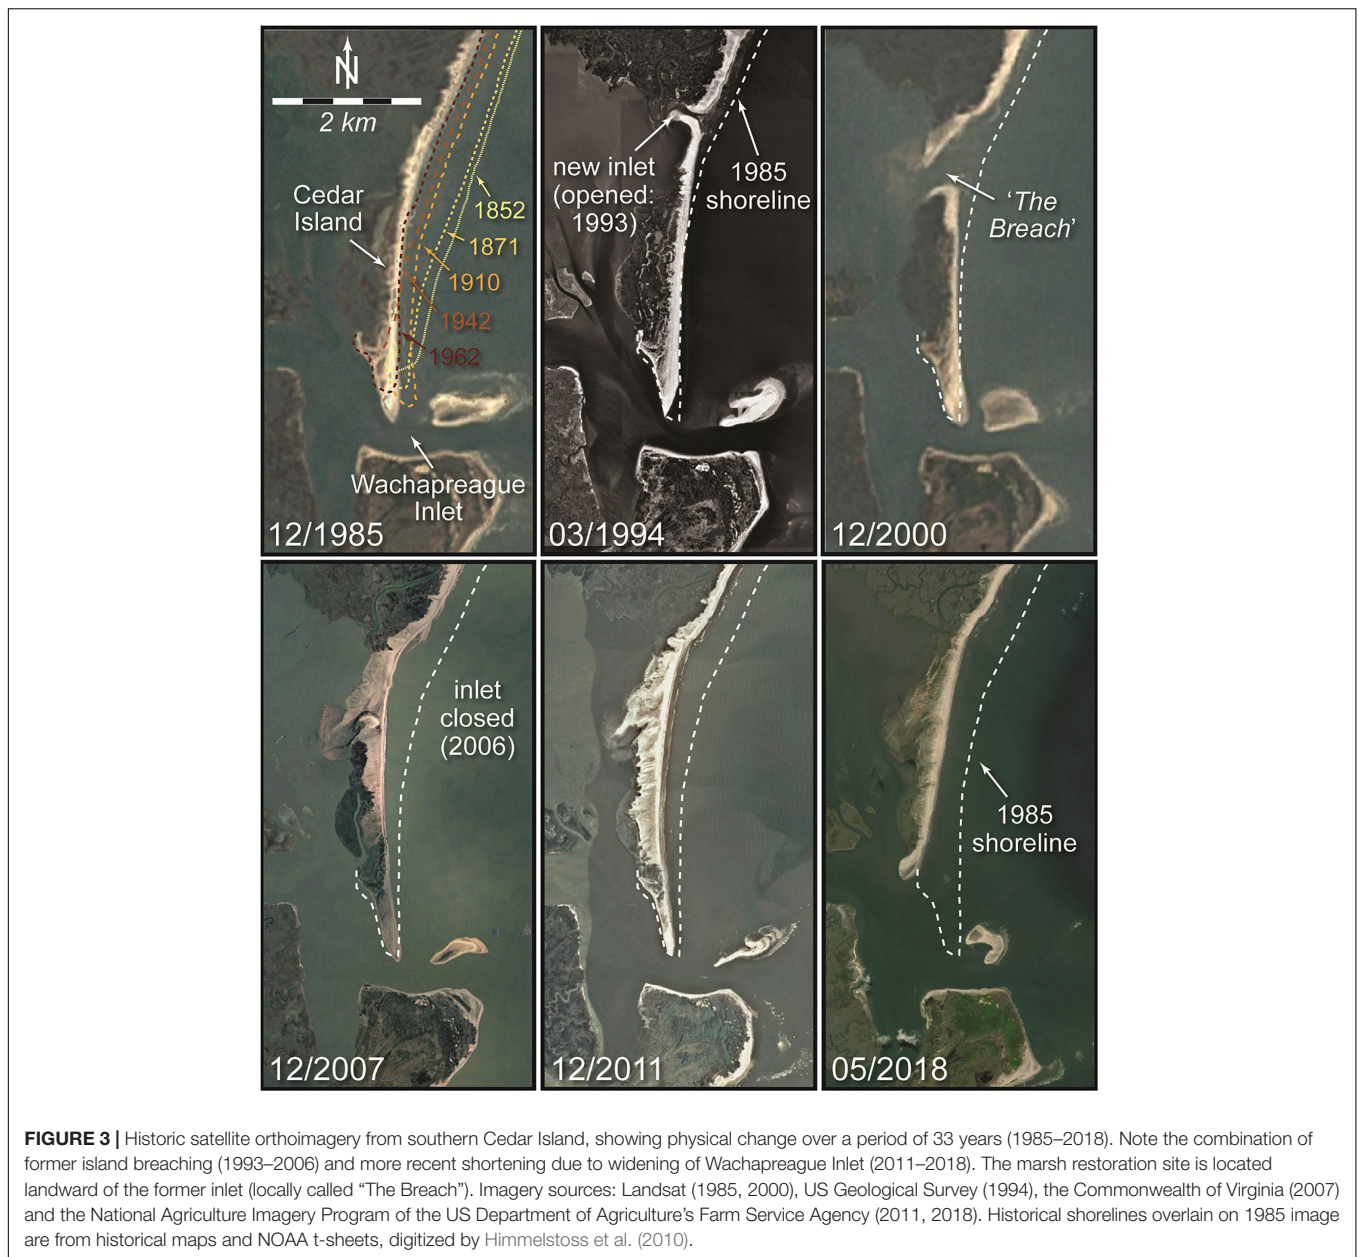 N
2 km
Cedar
Island
1852
1871
1910
1942
1962
Wachapreague
Inlet
12/1985
new inlet
(opened:
1993)
1985
shoreline
03/1994
‘The
Breach’
12/2000
inlet
closed
(2006)
12/2007
12/2011
1985
shoreline
05/2018
FIGURE 3 | Historic satellite orthoimagery from southern Cedar Island, showing physical change over a period of 33 years (1985–2018). Note the combination of
former island breaching (1993–2006) and more recent shortening due to widening of Wachapreague Inlet (2011–2018). The marsh restoration site is located
landward of the former inlet (locally called “The Breach”). Imagery sources: Landsat (1985, 2000), US Geological Survey (1994), the Commonwealth of Virginia (2007)
and the National Agriculture Imagery Program of the US Department of Agriculture’s Farm Service Agency (2011, 2018). Historical shorelines overlain on 1985 image
are from historical maps and NOAA t-sheets, digitized by Himmelstoss et al. (2010).